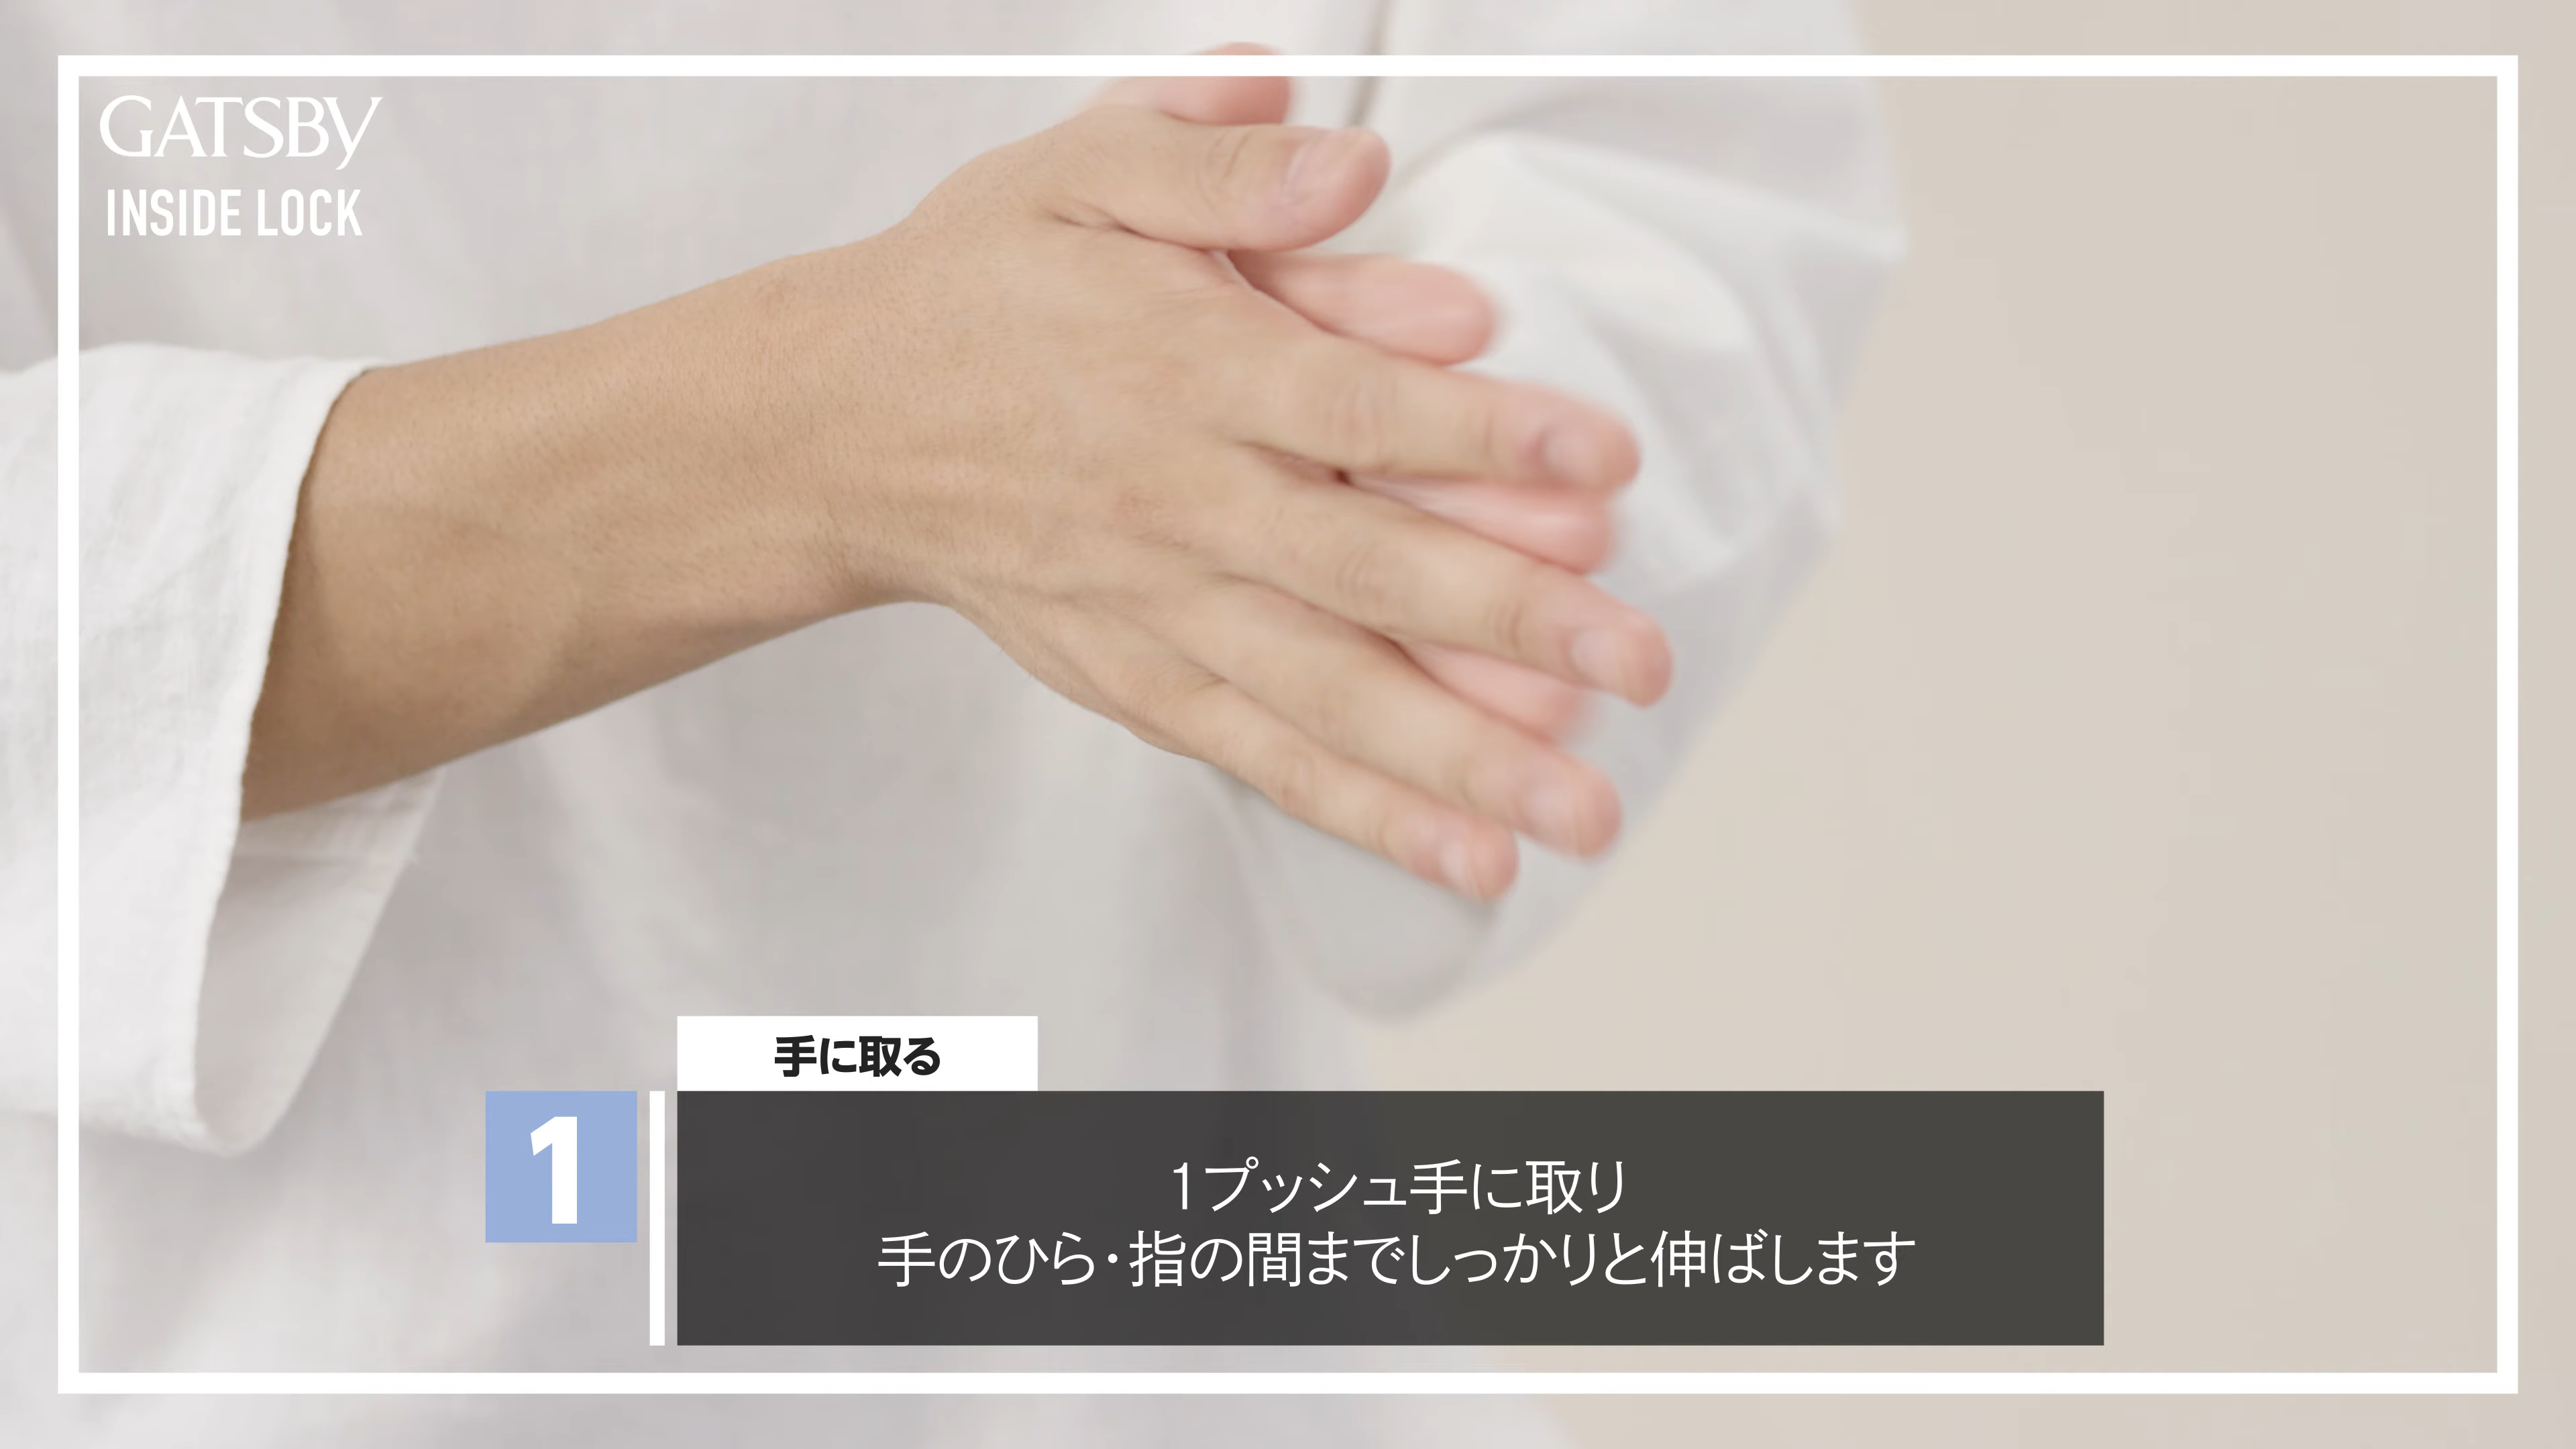 GATSBY
INSIDE LOCK
手に取る
1
1プッシュ手に取り
手のひら・指の間までしっかりと伸ばします